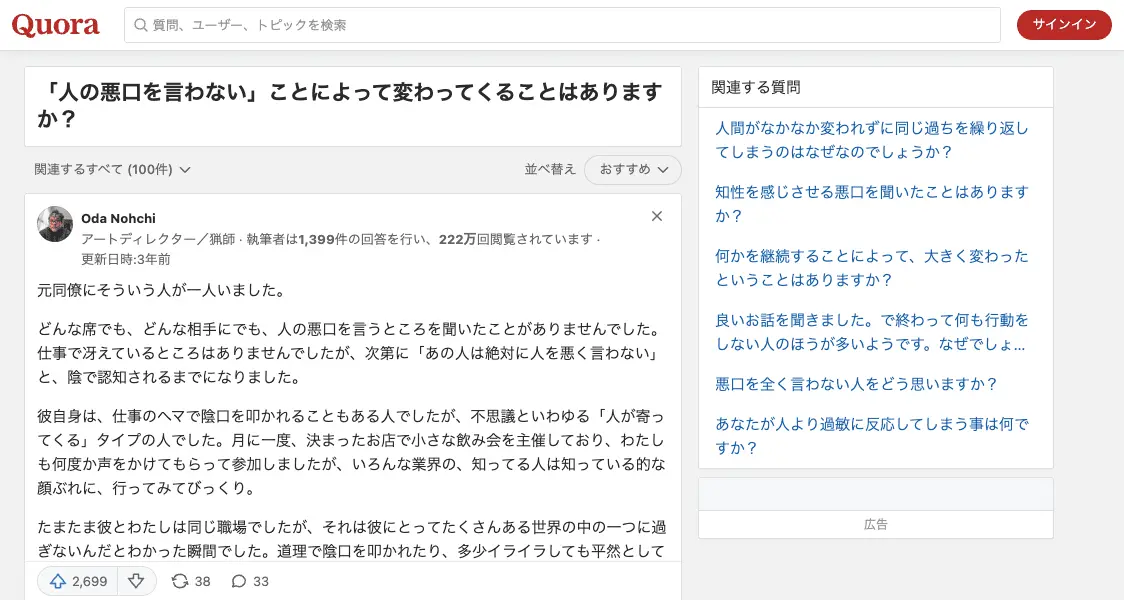 Quora
質問、ユーザー、トピックを検索
サインイン
「人の悪口を言わない」ことによって変わってくることはあります
か？
関連するすべて (100件)
並べ替え
おすすめ
Oda Nohchi
アートディレクター／猟師 · 執筆者は1,399件の回答を行い、222万回閲覧されています ·
更新日時:3年前
元同僚にそういう人が一人いました。
どんな席でも、どんな相手にでも、人の悪口を言うところを聞いたことがありませんでした。
仕事で冴えているところはありませんでしたが、次第に「あの人は絶対に人を悪く言わない」
と、陰で認知されるまでになりました。
彼自身は、仕事のヘマで陰口を叩かれることもある人でしたが、不思議といわゆる「人が寄っ
てくる」タイプの人でした。月に一度、決まったお店で小さな飲み会を主催しており、わたし
も何度か声をかけてもらって参加しましたが、いろんな業界の、知ってる人は知っている的な
顔ぶれに、行ってみてびっくり。
たまたま彼とわたしは同じ職場でしたが、それは彼にとってたくさんある世界の中の一つに過
ぎないんだとわかった瞬間でした。道理で陰口を叩かれたり、多少イライラしても平然として
2,699
38
33
関連する質問
人間がなかなか変われずに同じ過ちを繰り返し
てしまうのはなぜなのでしょうか？
知性を感じさせる悪口を聞いたことはあります
か？
何かを継続することによって、大きく変わった
ということはありますか？
良いお話を聞きました。で終わって何も行動を
しない人のほうが多いようです。なぜでしょ...
悪口を全く言わない人をどう思いますか？
あなたが人より過敏に反応してしまう事は何で
すか？
広告